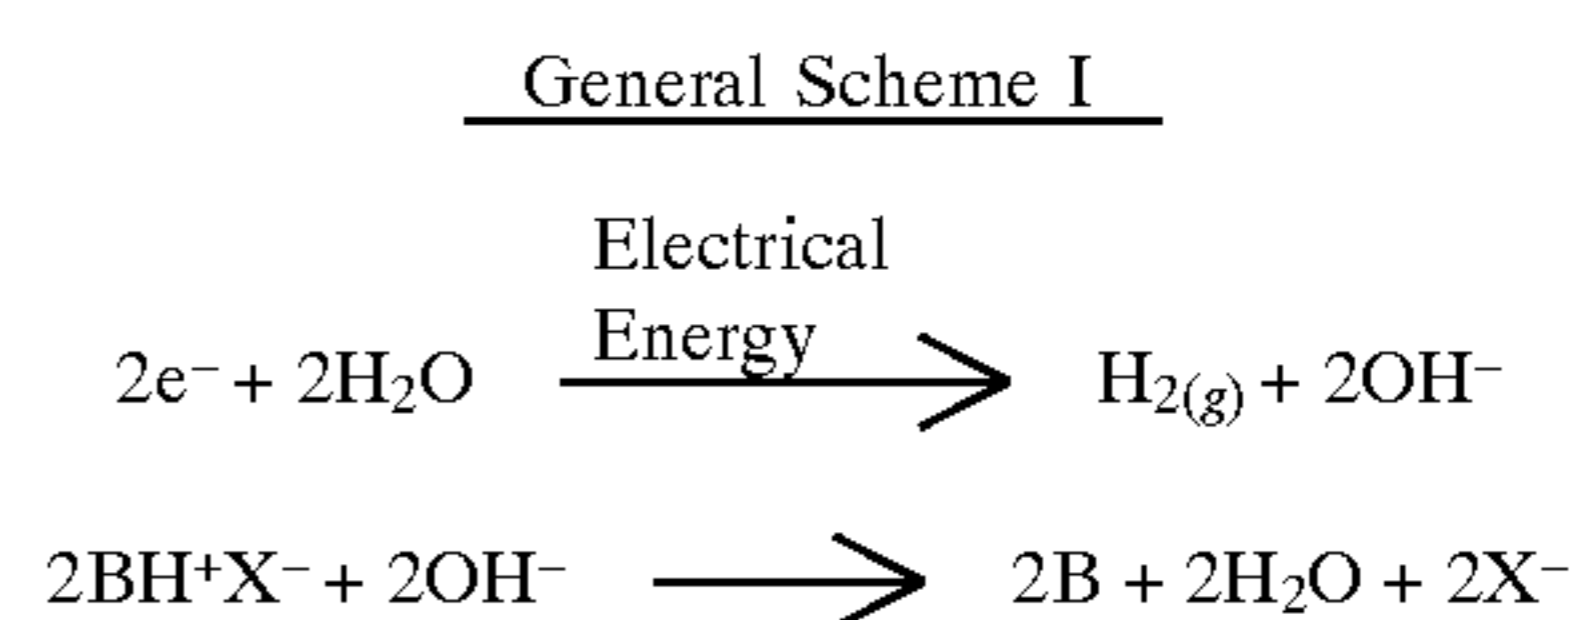 General Scheme I
Electrical
Energy
2e⁻ + 2H₂O ⟶ H₂₍g₎ + 2OH⁻
2BH⁺X⁻ + 2OH⁻ ⟶ 2B + 2H₂O + 2X⁻